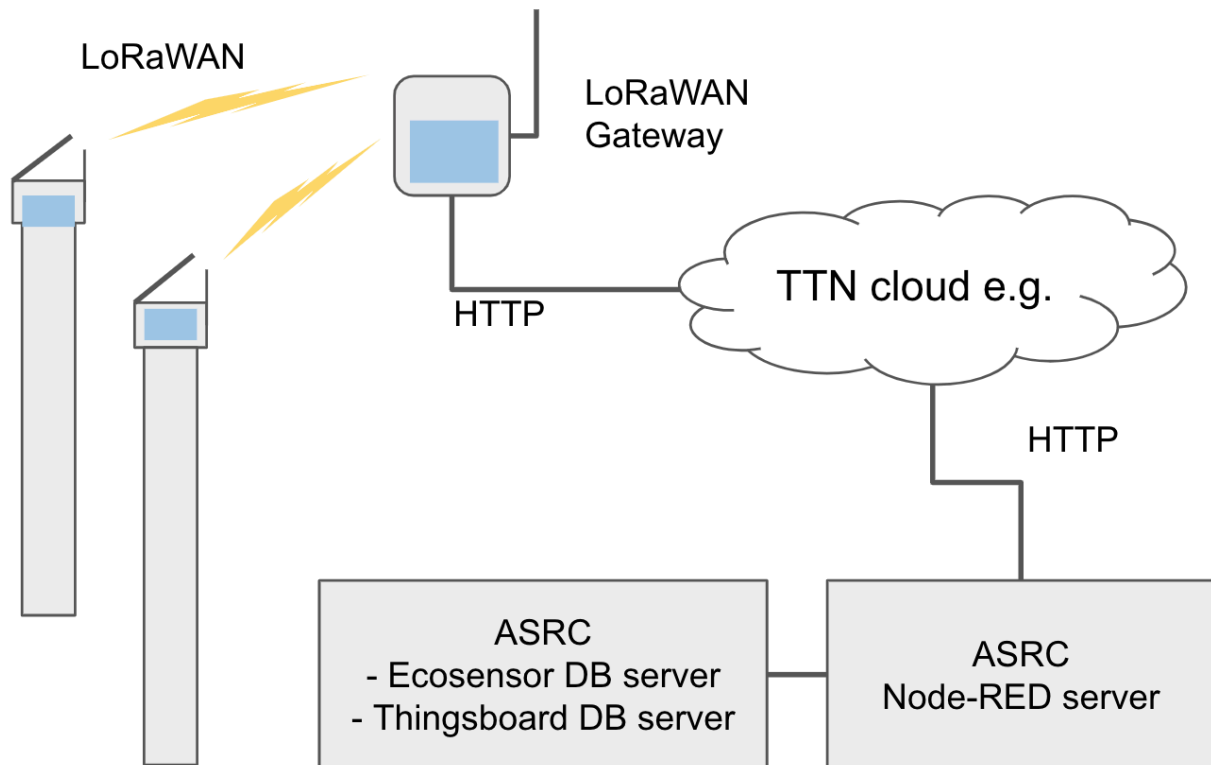 LoRaWAN
LoRaWAN
Gateway
TTN cloud e.g.
HTTP
HTTP
ASRC
- Ecosensor DB server
- Thingsboard DB server
ASRC
Node-RED server